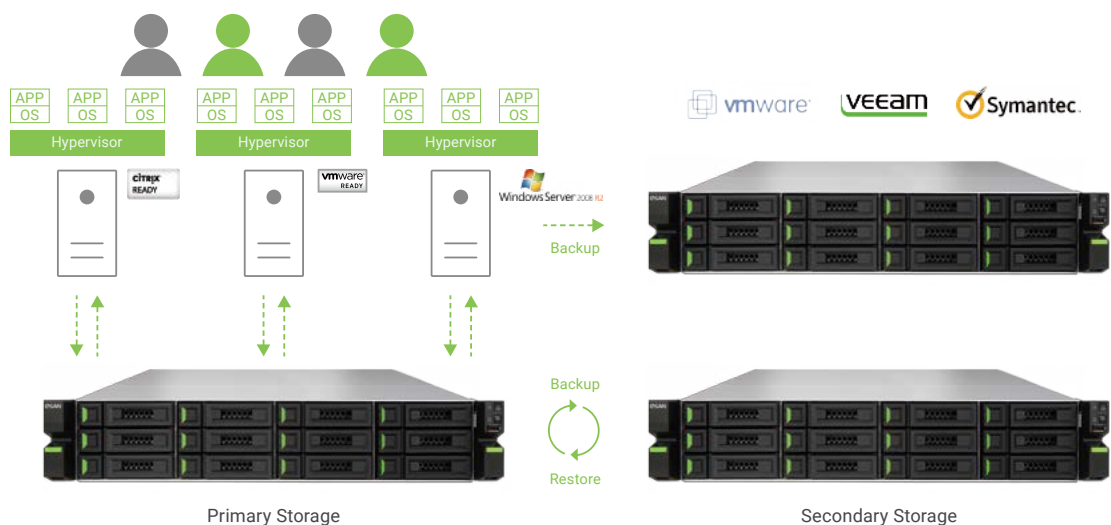 APP APP APP APP APP APP APP APP APP
OS OS OS OS OS OS OS OS OS
Hypervisor Hypervisor Hypervisor
vmware VEEAM Symantec.
CITRIX
READY
vmware
READY
Windows Server 2008 R2
Backup
Backup
Restore
Primary Storage Secondary Storage